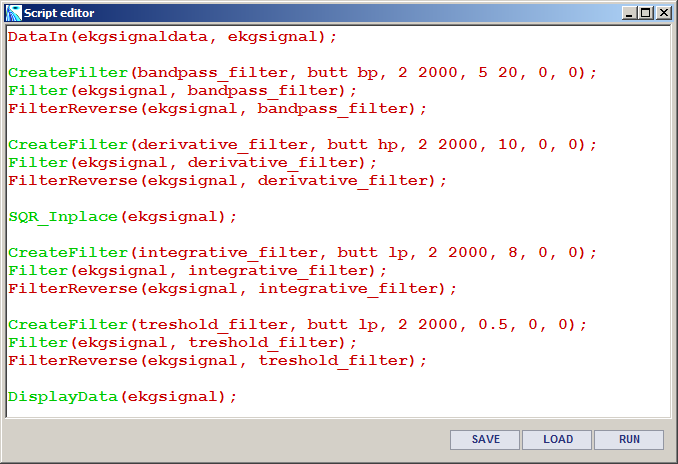 Script editor
DataIn(ekgsignaldata, ekgsignal);
CreateFilter(bandpass_filter, butt bp, 2 2000, 5 20, 0, 0);
Filter(ekgsignal, bandpass_filter);
FilterReverse(ekgsignal, bandpass_filter);
CreateFilter(derivative_filter, butt hp, 2 2000, 10, 0, 0);
Filter(ekgsignal, derivative_filter);
FilterReverse(ekgsignal, derivative_filter);
SQR_Inplace(ekgsignal);
CreateFilter(integrative_filter, butt lp, 2 2000, 8, 0, 0);
Filter(ekgsignal, integrative_filter);
FilterReverse(ekgsignal, integrative_filter);
CreateFilter(treshold_filter, butt lp, 2 2000, 0.5, 0, 0);
Filter(ekgsignal, treshold_filter);
FilterReverse(ekgsignal, treshold_filter);
DisplayData(ekgsignal);
SAVE LOAD RUN